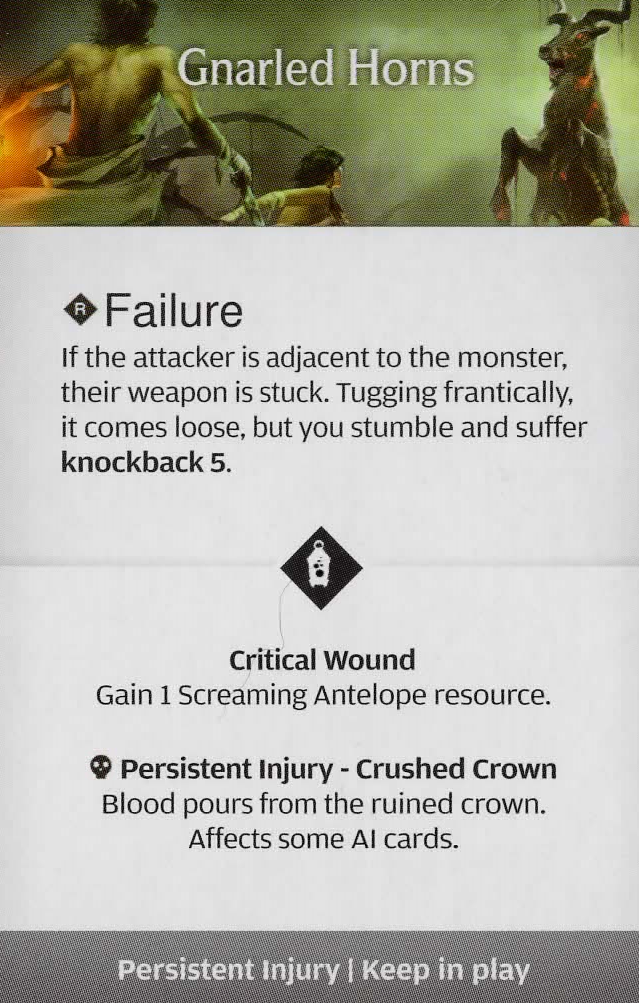 Gnarled Horns
R Failure
If the attacker is adjacent to the monster,
their weapon is stuck. Tugging frantically,
it comes loose, but you stumble and suffer
knockback 5.
Critical Wound
Gain 1 Screaming Antelope resource.
Persistent Injury - Crushed Crown
Blood pours from the ruined crown.
Affects some AI cards.
Persistent Injury | Keep in play